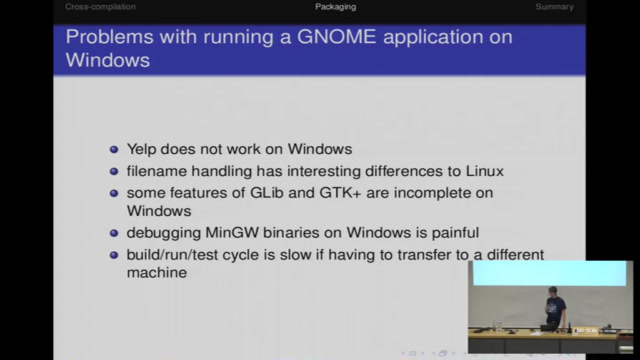 Cross-compilation Packaging Summary
Problems with running a GNOME application on
Windows
Yelp does not work on Windows
filename handling has interesting differences to Linux
some features of GLib and GTK+ are incomplete on
Windows
debugging MinGW binaries on Windows is painful
build/run/test cycle is slow if having to transfer to a different
machine